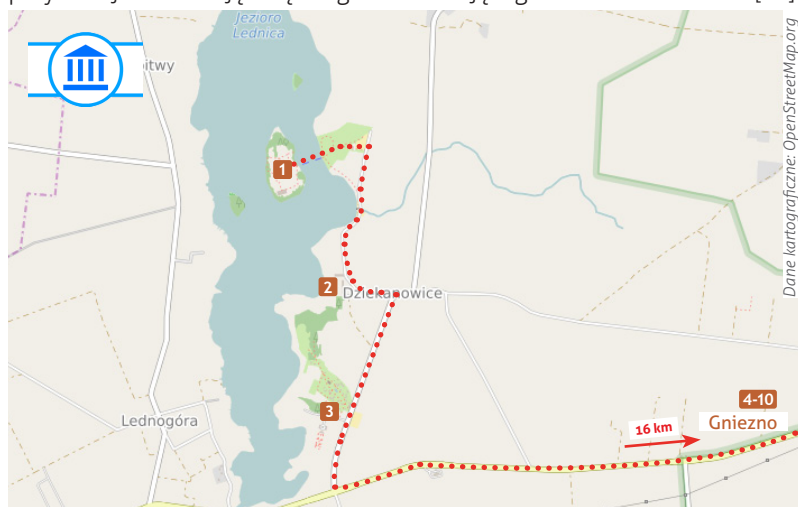 Jezioro
Lednica
1
2
Dziekanowice
3
Lednogóra
4-10
16 km
Gniezno
Dane kartograficzne: OpenStreetMap.org